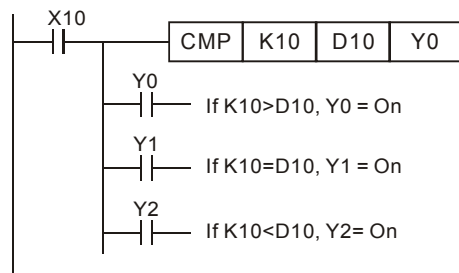 X10
CMP K10 D10 Y0
Y0
If K10>D10, Y0 = On
Y1
If K10=D10, Y1 = On
Y2
If K10<D10, Y2= On